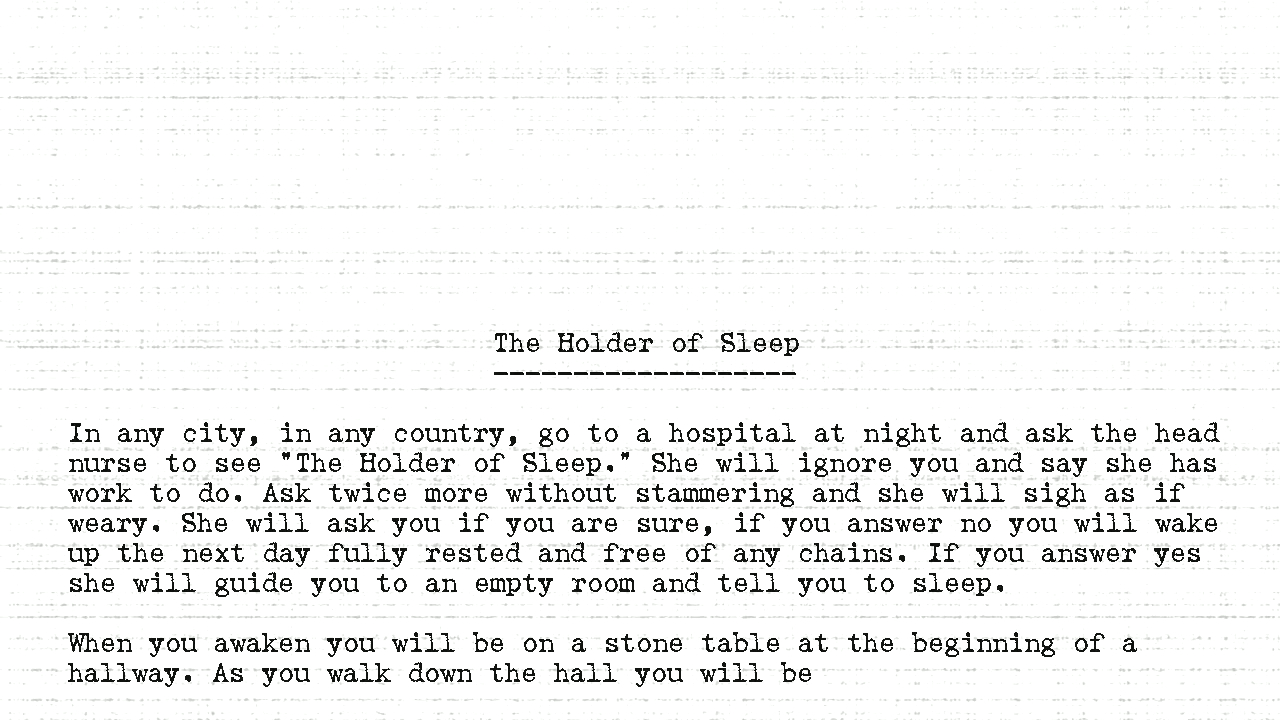 The Holder of Sleep
-------------------
In any city, in any country, go to a hospital at night and ask the head
nurse to see "The Holder of Sleep." She will ignore you and say she has
work to do. Ask twice more without stammering and she will sigh as if
weary. She will ask you if you are sure, if you answer no you will wake
up the next day fully rested and free of any chains. If you answer yes
she will guide you to an empty room and tell you to sleep.
When you awaken you will be on a stone table at the beginning of a
hallway. As you walk down the hall you will be